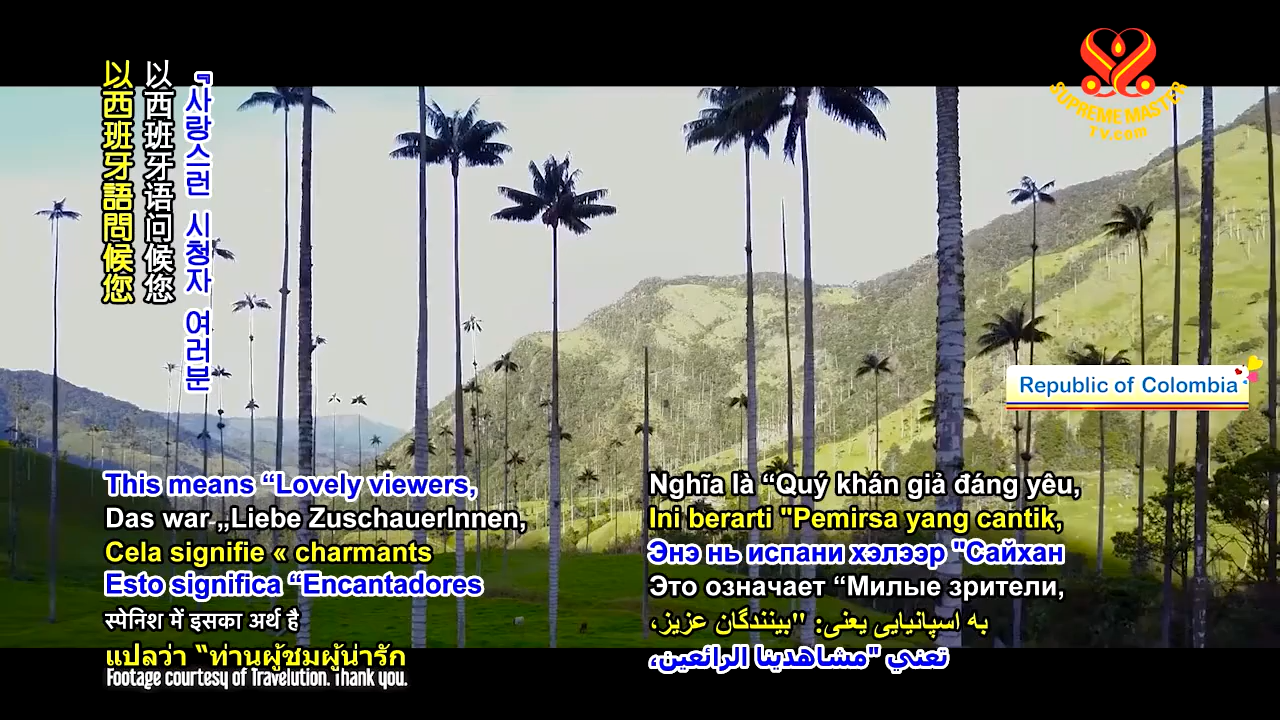 以西班牙語問候您
以西班牙语问候您
『사랑스런 시청자 여러분
SUPREME MASTER
TV.com
Republic of Colombia
This means “Lovely viewers,
Das war „Liebe ZuschauerInnen,
Cela signifie « charmants
Esto significa “Encantadores
स्पेनिश में इसका अर्थ है
แปลว่า “ท่านผู้ชมผู้น่ารัก
Footage courtesy of Travelution. Thank you.
Nghĩa là “Quý khán giả đáng yêu,
Ini berarti "Pemirsa yang cantik,
Энэ нь испани хэлээр "Сайхан
Это означает “Милые зрители,
به اسپانیایی یعنی: "بینندگان عزیز،
تعني "مشاهدينا الرائعين،